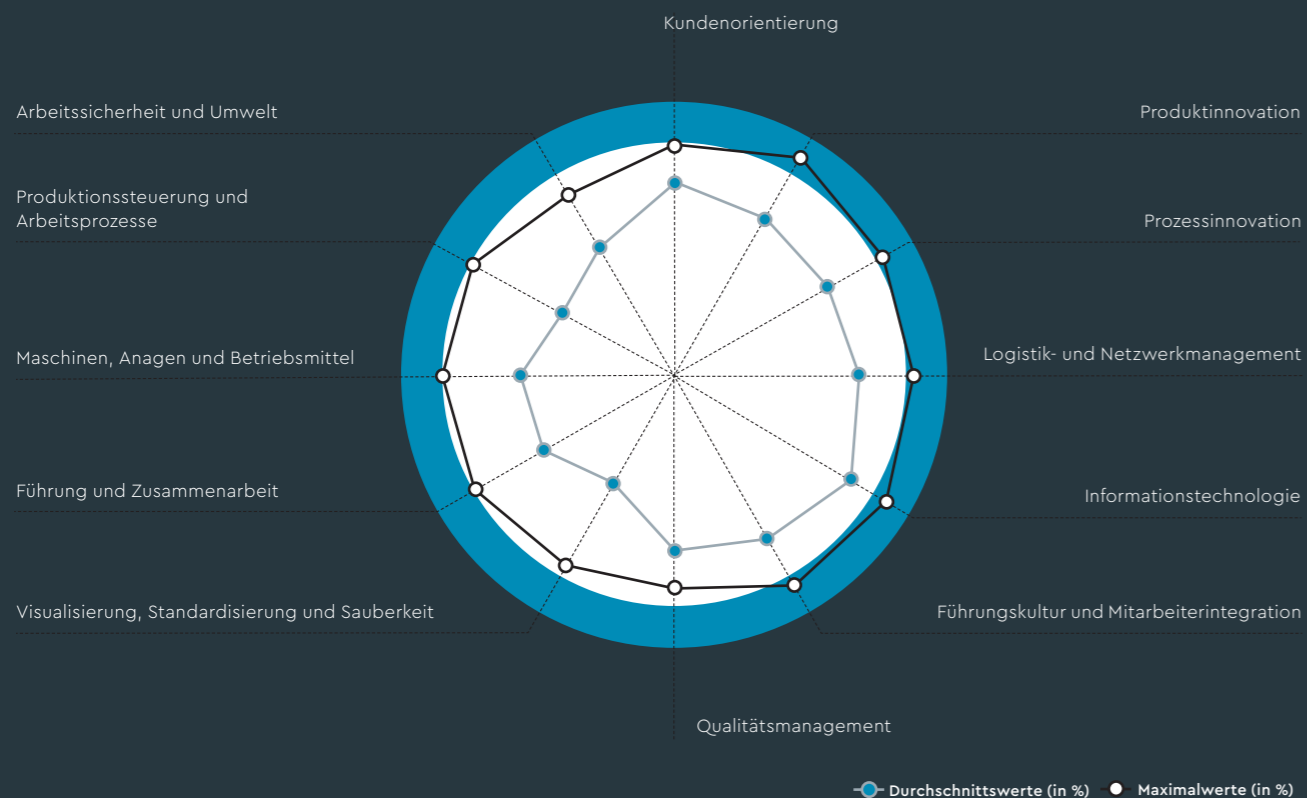 Kundenorientierung
Arbeitssicherheit und Umwelt
Produktinnovation
Produktionssteuerung und
Arbeitsprozesse
Prozessinnovation
Logistik- und Netzwerkmanagement
Maschinen, Anagen und Betriebsmittel
Führung und Zusammenarbeit
Informationstechnologie
Visualisierung, Standardisierung und Sauberkeit
Führungskultur und Mitarbeiterintegration
Qualitätsmanagement
Durchschnittswerte (in %) Maximalwerte (in %)